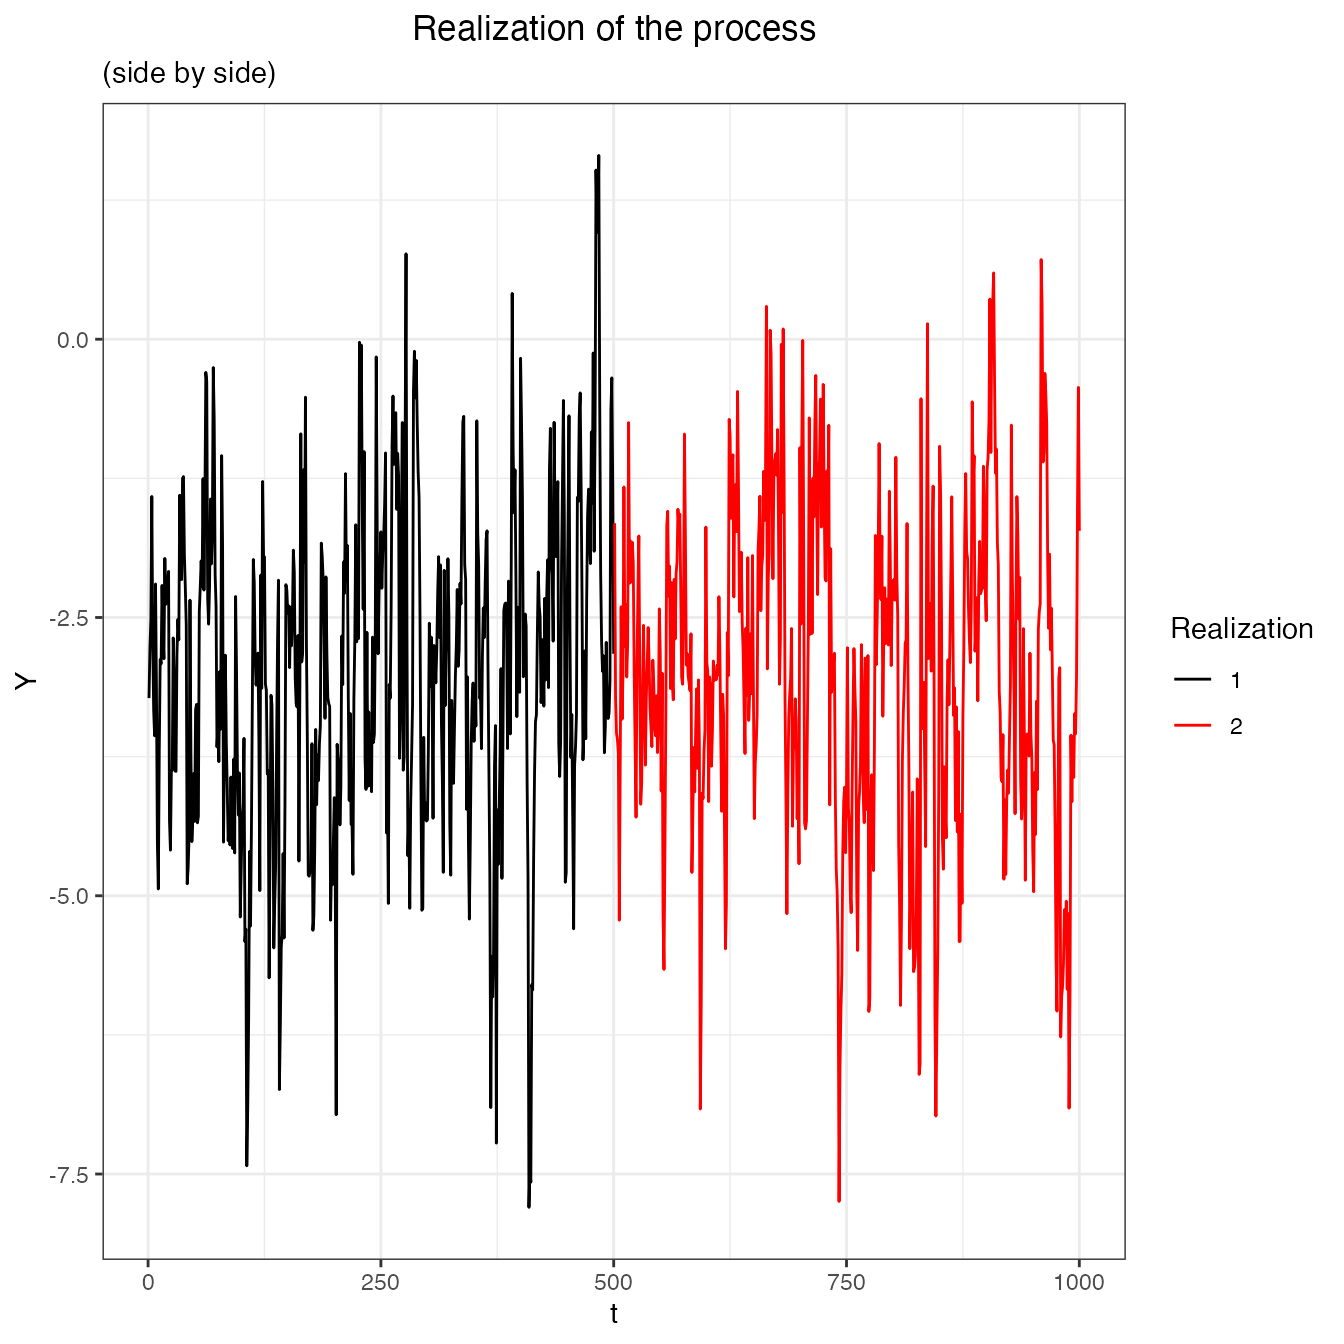 Realization of the process
(side by side)
0.0
-2.5
-5.0
-7.5
Y
0
250
500
750
1000
t
Realization
1
2